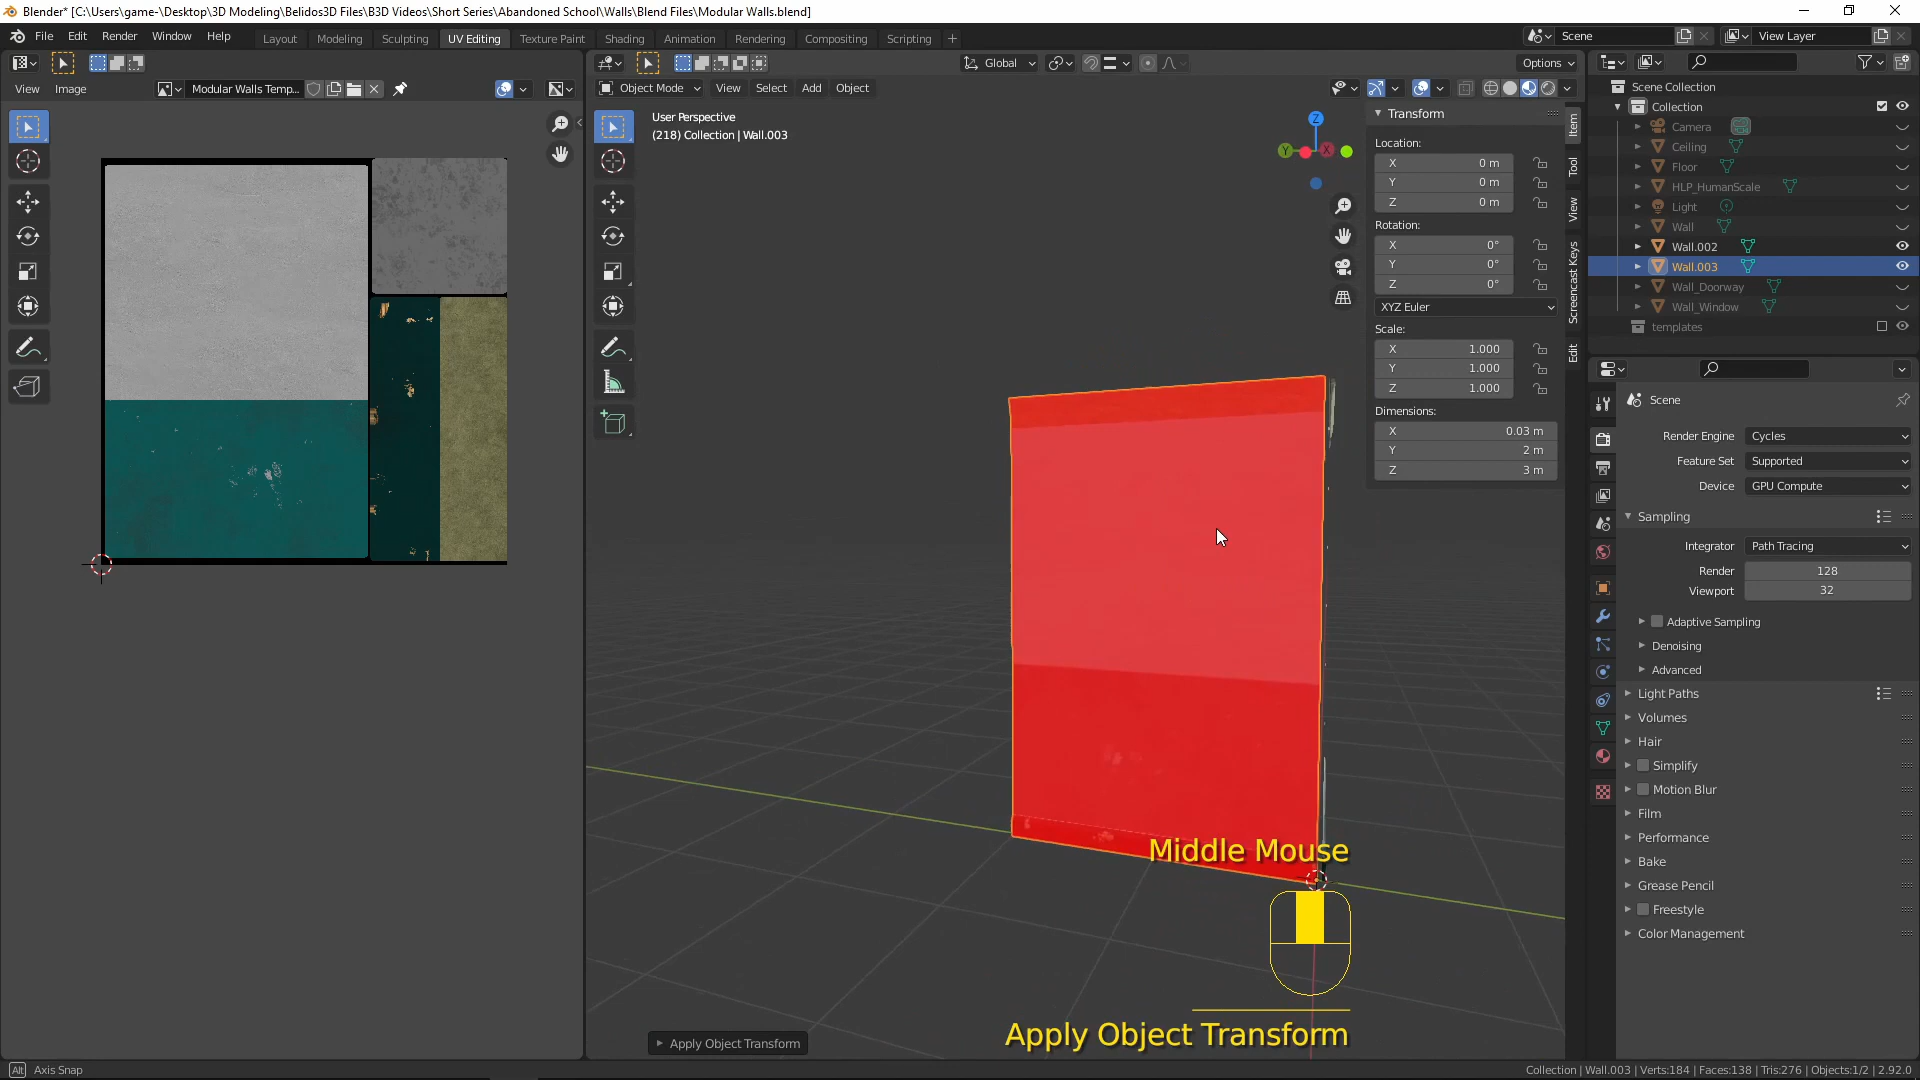 Blender* [C:\Users\game-\Desktop\3D Modeling\Belidos3D Files\B3D Videos\Short Series\Abandoned School\Walls\Blend Files\Modular Walls.blend]
File Edit Render Window Help Layout Modeling Sculpting UV Editing Texture Paint Shading Animation Rendering Compositing Scripting + Scene View Layer
Global Options
View Image Modular Walls Temp... Object Mode View Select Add Object
User Perspective
(218) Collection | Wall.003
Z
Y
X
Transform
Location:
X 0 m
Y 0 m
Z 0 m
Rotation:
X 0°
Y 0°
Z 0°
XYZ Euler
Scale:
X 1.000
Y 1.000
Z 1.000
Dimensions:
X 0.03 m
Y 2 m
Z 3 m
Item
Tool
View
Screencast Keys
Edit
Scene Collection
Collection
Camera
Ceiling
Floor
HLP_HumanScale
Light
Wall
Wall.002
Wall.003
Wall_Doorway
Wall_Window
templates
Scene
Render Engine Cycles
Feature Set Supported
Device GPU Compute
Sampling
Integrator Path Tracing
Render 128
Viewport 32
Adaptive Sampling
Denoising
Advanced
Light Paths
Volumes
Hair
Simplify
Motion Blur
Film
Performance
Bake
Grease Pencil
Freestyle
Color Management
Middle Mouse
Apply Object Transform
Apply Object Transform
Alt Axis Snap
Collection | Wall.003 | Verts:184 | Faces:138 | Tris:276 | Objects:1/2 | 2.92.0